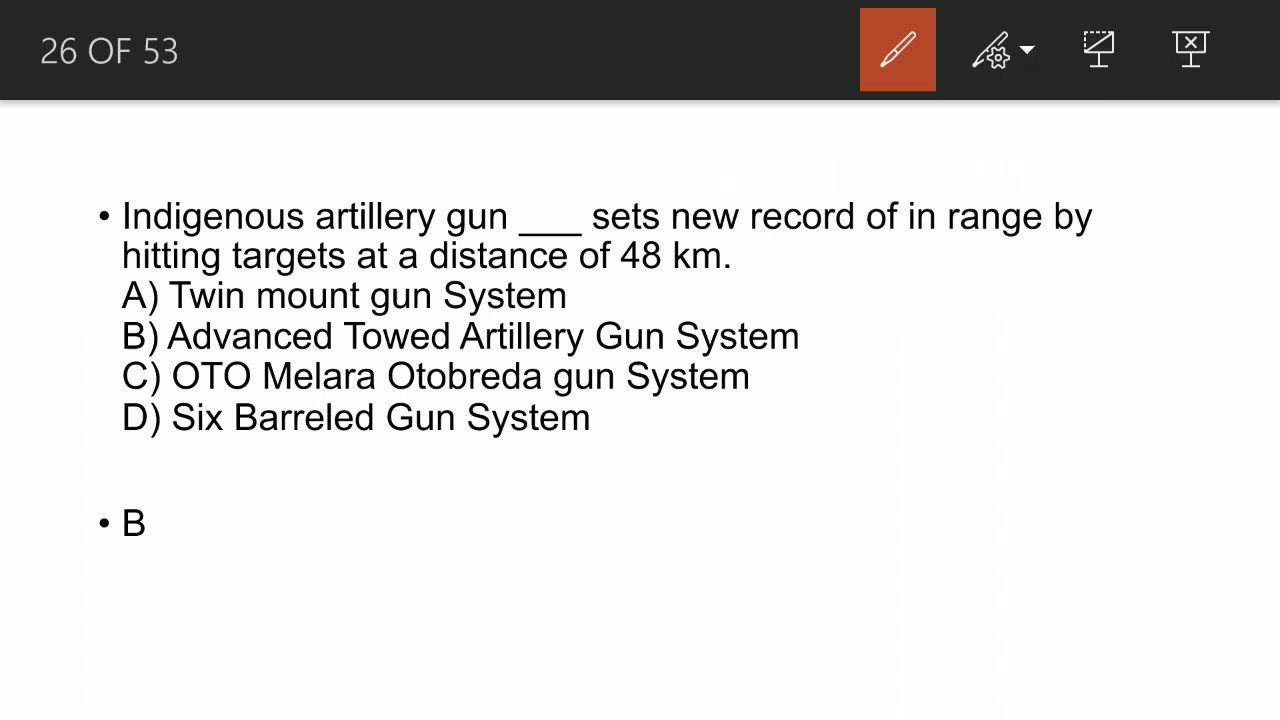 26 OF 53
• Indigenous artillery gun ___ sets new record of in range by
hitting targets at a distance of 48 km.
A) Twin mount gun System
B) Advanced Towed Artillery Gun System
C) OTO Melara Otobreda gun System
D) Six Barreled Gun System
• B